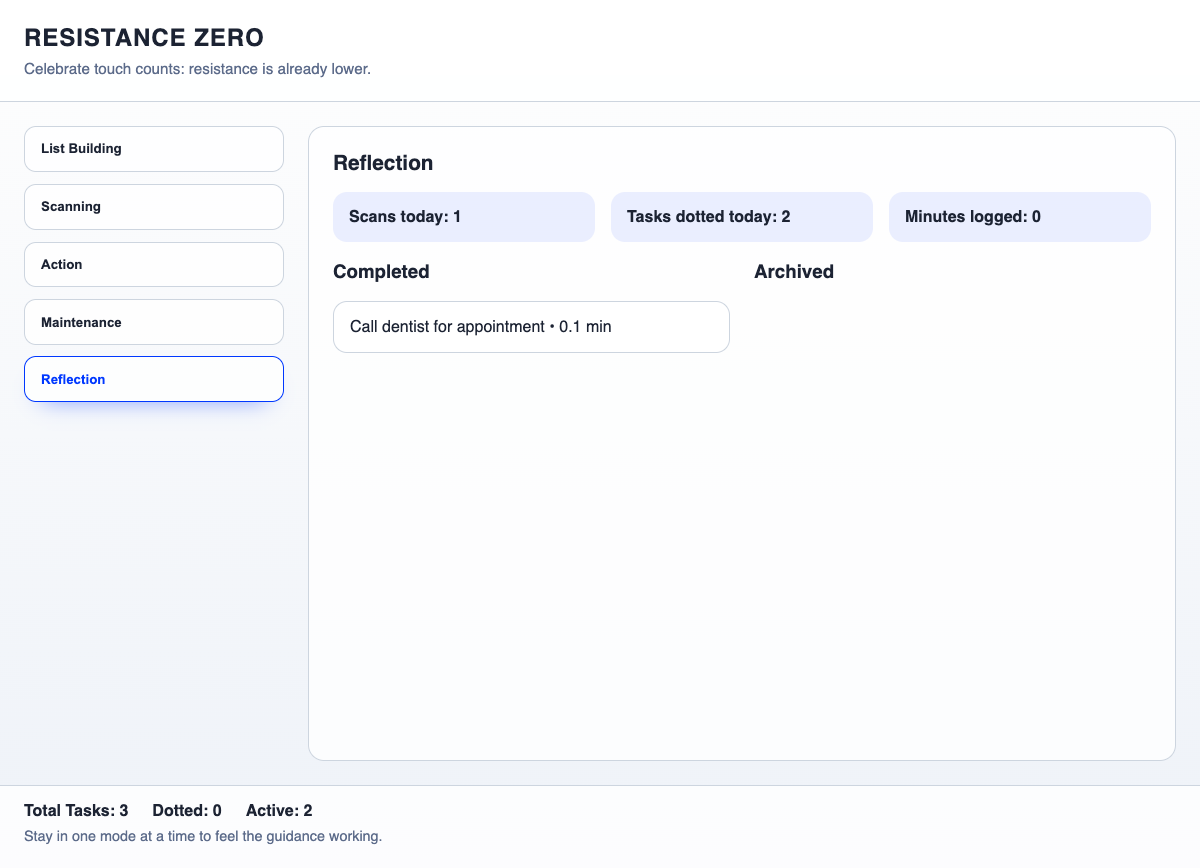 RESISTANCE ZERO
Celebrate touch counts: resistance is already lower.
List Building
Scanning
Action
Maintenance
Reflection
Reflection
Scans today: 1
Tasks dotted today: 2
Minutes logged: 0
Completed
Call dentist for appointment • 0.1 min
Archived
Total Tasks: 3 Dotted: 0 Active: 2
Stay in one mode at a time to feel the guidance working.